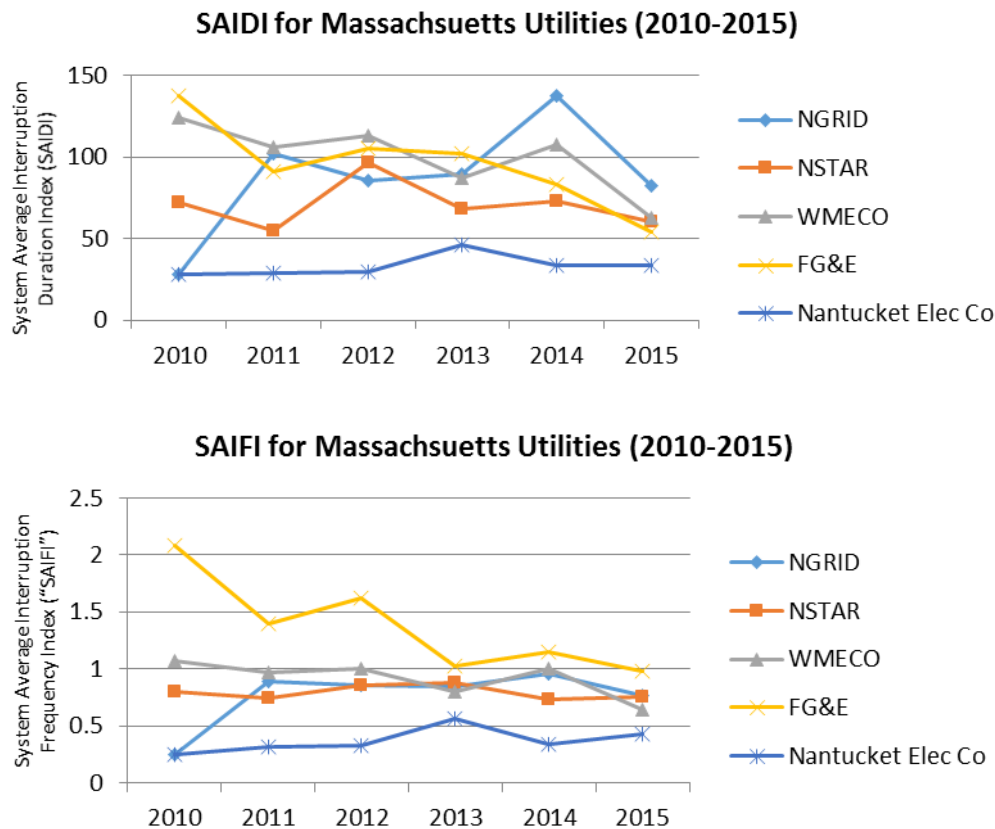 SAIDI for Massachsuetts Utilities (2010-2015)
System Average Interruption
Duration Index (SAIDI)
150
100
50
0
2010 2011 2012 2013 2014 2015
NGRID
NSTAR
WMECO
FG&E
Nantucket Elec Co
SAIFI for Massachsuetts Utilities (2010-2015)
System Average Interruption
Frequency Index ("SAIFI")
2.5
2
1.5
1
0.5
0
2010 2011 2012 2013 2014 2015
NGRID
NSTAR
WMECO
FG&E
Nantucket Elec Co